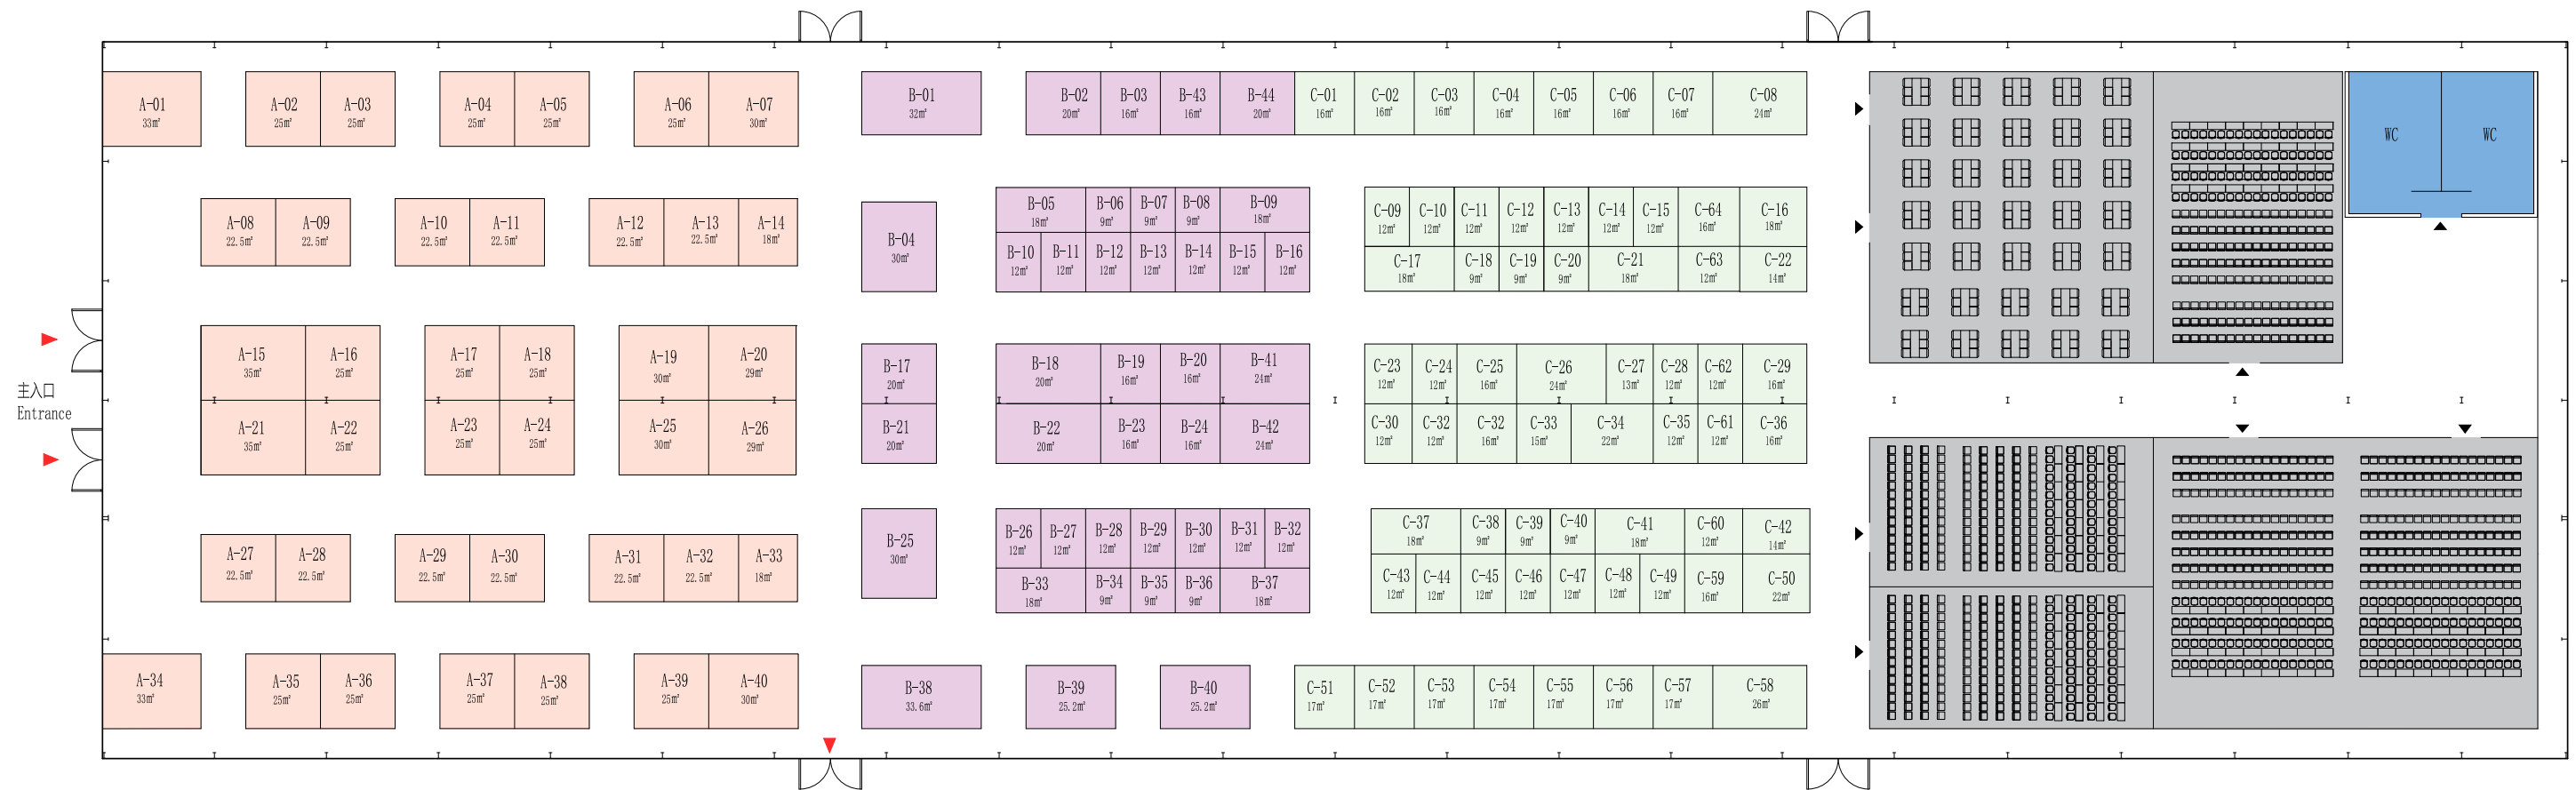 A-01
33㎡
A-02
25㎡
A-03
25㎡
A-04
25㎡
A-05
25㎡
A-06
25㎡
A-07
30㎡
B-01
32㎡
B-02
20㎡
B-03
16㎡
B-43
16㎡
B-44
20㎡
C-01
16㎡
C-02
16㎡
C-03
16㎡
C-04
16㎡
C-05
16㎡
C-06
16㎡
C-07
16㎡
C-08
24㎡
WC
WC
A-08
22.5㎡
A-09
22.5㎡
A-10
22.5㎡
A-11
22.5㎡
A-12
22.5㎡
A-13
22.5㎡
A-14
18㎡
B-04
30㎡
B-05
18㎡
B-06
9㎡
B-07
9㎡
B-08
9㎡
B-09
18㎡
B-10
12㎡
B-11
12㎡
B-12
12㎡
B-13
12㎡
B-14
12㎡
B-15
12㎡
B-16
12㎡
C-09
12㎡
C-10
12㎡
C-11
12㎡
C-12
12㎡
C-13
12㎡
C-14
12㎡
C-15
12㎡
C-64
16㎡
C-16
18㎡
C-17
18㎡
C-18
9㎡
C-19
9㎡
C-20
9㎡
C-21
18㎡
C-63
12㎡
C-22
14㎡
主入口
Entrance
A-15
35㎡
A-16
25㎡
A-17
25㎡
A-18
25㎡
A-19
30㎡
A-20
29㎡
A-21
35㎡
A-22
25㎡
A-23
25㎡
A-24
25㎡
A-25
30㎡
A-26
29㎡
B-17
20㎡
B-21
20㎡
B-18
20㎡
B-19
16㎡
B-20
16㎡
B-41
24㎡
B-22
20㎡
B-23
16㎡
B-24
16㎡
B-42
24㎡
C-23
12㎡
C-24
12㎡
C-25
16㎡
C-26
24㎡
C-27
13㎡
C-28
12㎡
C-62
12㎡
C-29
16㎡
C-30
12㎡
C-32
12㎡
C-32
16㎡
C-33
15㎡
C-34
22㎡
C-35
12㎡
C-61
12㎡
C-36
16㎡
A-27
22.5㎡
A-28
22.5㎡
A-29
22.5㎡
A-30
22.5㎡
A-31
22.5㎡
A-32
22.5㎡
A-33
18㎡
B-25
30㎡
B-26
12㎡
B-27
12㎡
B-28
12㎡
B-29
12㎡
B-30
12㎡
B-31
12㎡
B-32
12㎡
B-33
18㎡
B-34
9㎡
B-35
9㎡
B-36
9㎡
B-37
18㎡
C-37
18㎡
C-38
9㎡
C-39
9㎡
C-40
9㎡
C-41
18㎡
C-60
12㎡
C-42
14㎡
C-43
12㎡
C-44
12㎡
C-45
12㎡
C-46
12㎡
C-47
12㎡
C-48
12㎡
C-49
12㎡
C-59
16㎡
C-50
22㎡
A-34
33㎡
A-35
25㎡
A-36
25㎡
A-37
25㎡
A-38
25㎡
A-39
25㎡
A-40
30㎡
B-38
33.6㎡
B-39
25.2㎡
B-40
25.2㎡
C-51
17㎡
C-52
17㎡
C-53
17㎡
C-54
17㎡
C-55
17㎡
C-56
17㎡
C-57
17㎡
C-58
26㎡